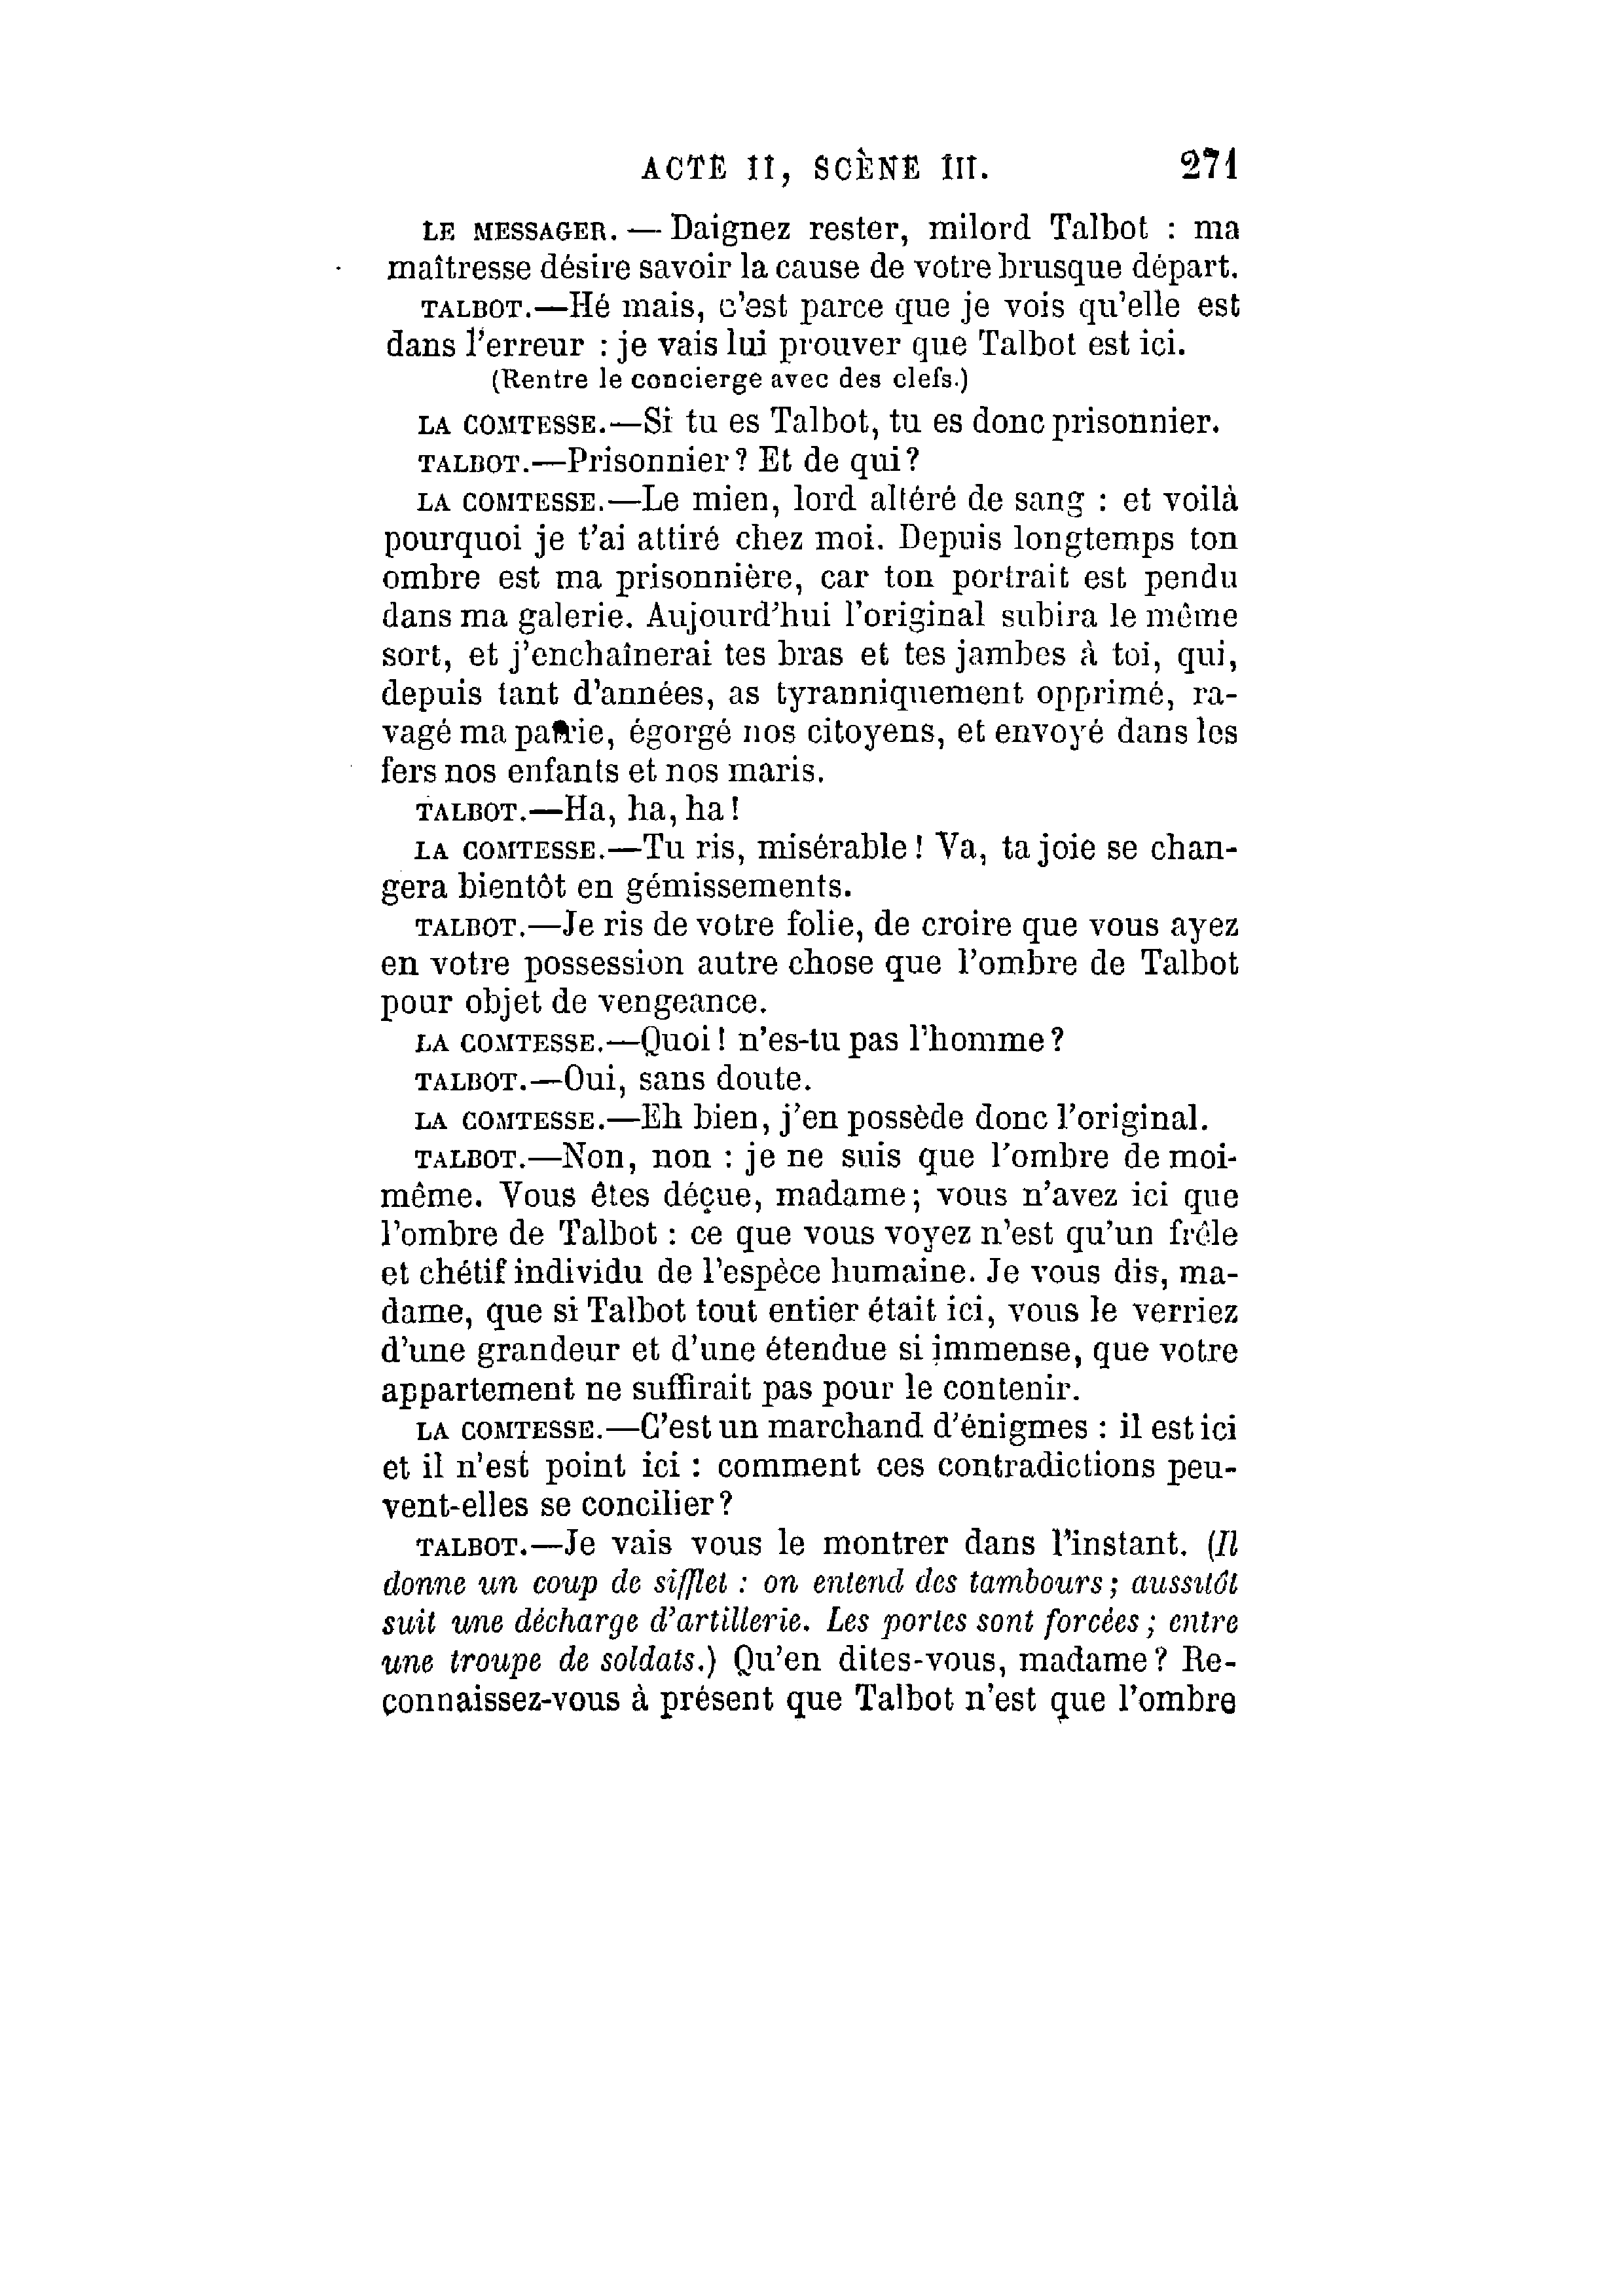 ACTE II, SCÈNE III. 271
LE MESSAGER. — Daignez rester, milord Talbot : ma
maîtresse désire savoir la cause de votre brusque départ.
TALBOT.—Hé mais, c'est parce que je vois qu'elle est
dans l'erreur : je vais lui prouver que Talbot est ici.
(Rentre le concierge avec des clefs.)
LA COMTESSE.—Si tu es Talbot, tu es donc prisonnier.
TALBOT.—Prisonnier? Et de qui?
LA COMTESSE.—Le mien, lord altéré de sang : et voilà
pourquoi je t'ai attiré chez moi. Depuis longtemps ton
ombre est ma prisonnière, car ton portrait est pendu
dans ma galerie. Aujourd'hui l'original subira le même
sort, et j'enchaînerai tes bras et tes jambes à toi, qui,
depuis tant d'années, as tyranniquement opprimé, ra-
vagé ma patrie, égorgé nos citoyens, et envoyé dans les
fers nos enfants et nos maris.
TALBOT.—Ha, ha, ha!
LA COMTESSE.—Tu ris, misérable! Va, ta joie se chan-
gera bientôt en gémissements.
TALBOT.—Je ris de votre folie, de croire que vous ayez
en votre possession autre chose que l'ombre de Talbot
pour objet de vengeance.
LA COMTESSE.—Quoi! n'es-tu pas l'homme?
TALBOT.—Oui, sans doute.
LA COMTESSE.—Eh bien, j'en possède donc l'original.
TALBOT.—Non, non : je ne suis que l'ombre de moi-
même. Vous êtes déçue, madame; vous n'avez ici que
l'ombre de Talbot : ce que vous voyez n'est qu'un frêle
et chétif individu de l'espèce humaine. Je vous dis, ma-
dame, que si Talbot tout entier était ici, vous le verriez
d'une grandeur et d'une étendue si immense, que votre
appartement ne suffirait pas pour le contenir.
LA COMTESSE.—C'est un marchand d'énigmes : il est ici
et il n'est point ici : comment ces contradictions peu-
vent-elles se concilier?
TALBOT.—Je vais vous le montrer dans l'instant. (Il
donne un coup de sifflet : on entend des tambours; aussitôt
suit une décharge d'artillerie. Les portes sont forcées; entre
une troupe de soldats.) Qu'en dites-vous, madame? Re-
connaissez-vous à présent que Talbot n'est que l'ombre